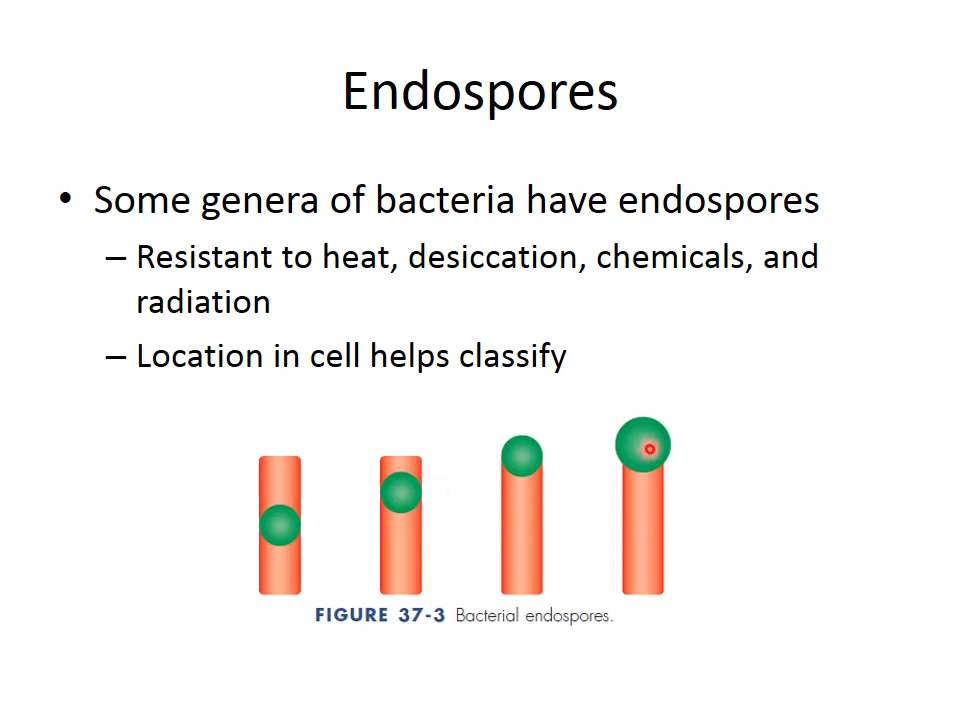 Endospores
• Some genera of bacteria have endospores
– Resistant to heat, desiccation, chemicals, and
radiation
– Location in cell helps classify
FIGURE 37-3 Bacterial endospores.